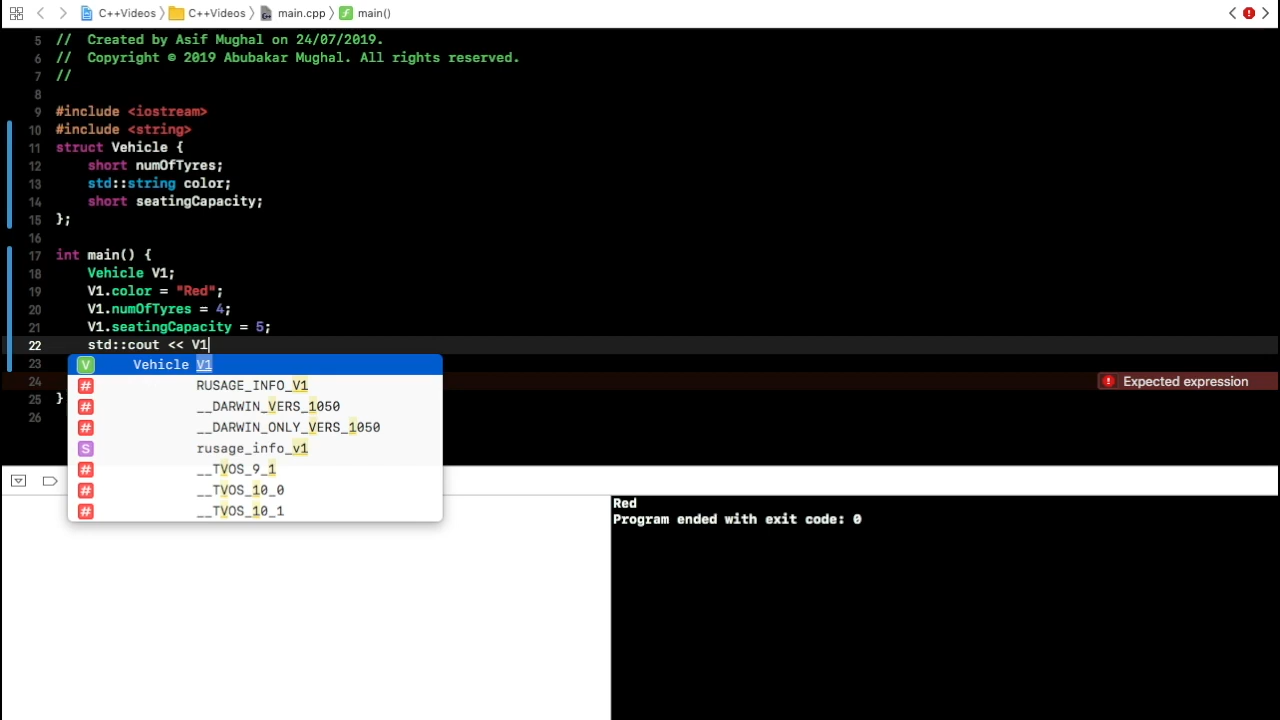 C++Videos 〉 C++Videos 〉 main.cpp 〉 main()
5 //  Created by Asif Mughal on 24/07/2019.
6 //  Copyright © 2019 Abubakar Mughal. All rights reserved.
7 //
8
9 #include <iostream>
10 #include <string>
11 struct Vehicle {
12     short numOfTyres;
13     std::string color;
14     short seatingCapacity;
15 };
16
17 int main() {
18     Vehicle V1;
19     V1.color = "Red";
20     V1.numOfTyres = 4;
21     V1.seatingCapacity = 5;
22     std::cout << V1
23
24
25 }
26
Expected expression
V Vehicle V1
# RUSAGE_INFO_V1
# __DARWIN_VERS_1050
# __DARWIN_ONLY_VERS_1050
S rusage_info_v1
# __TVOS_9_1
# __TVOS_10_0
# __TVOS_10_1
Red
Program ended with exit code: 0